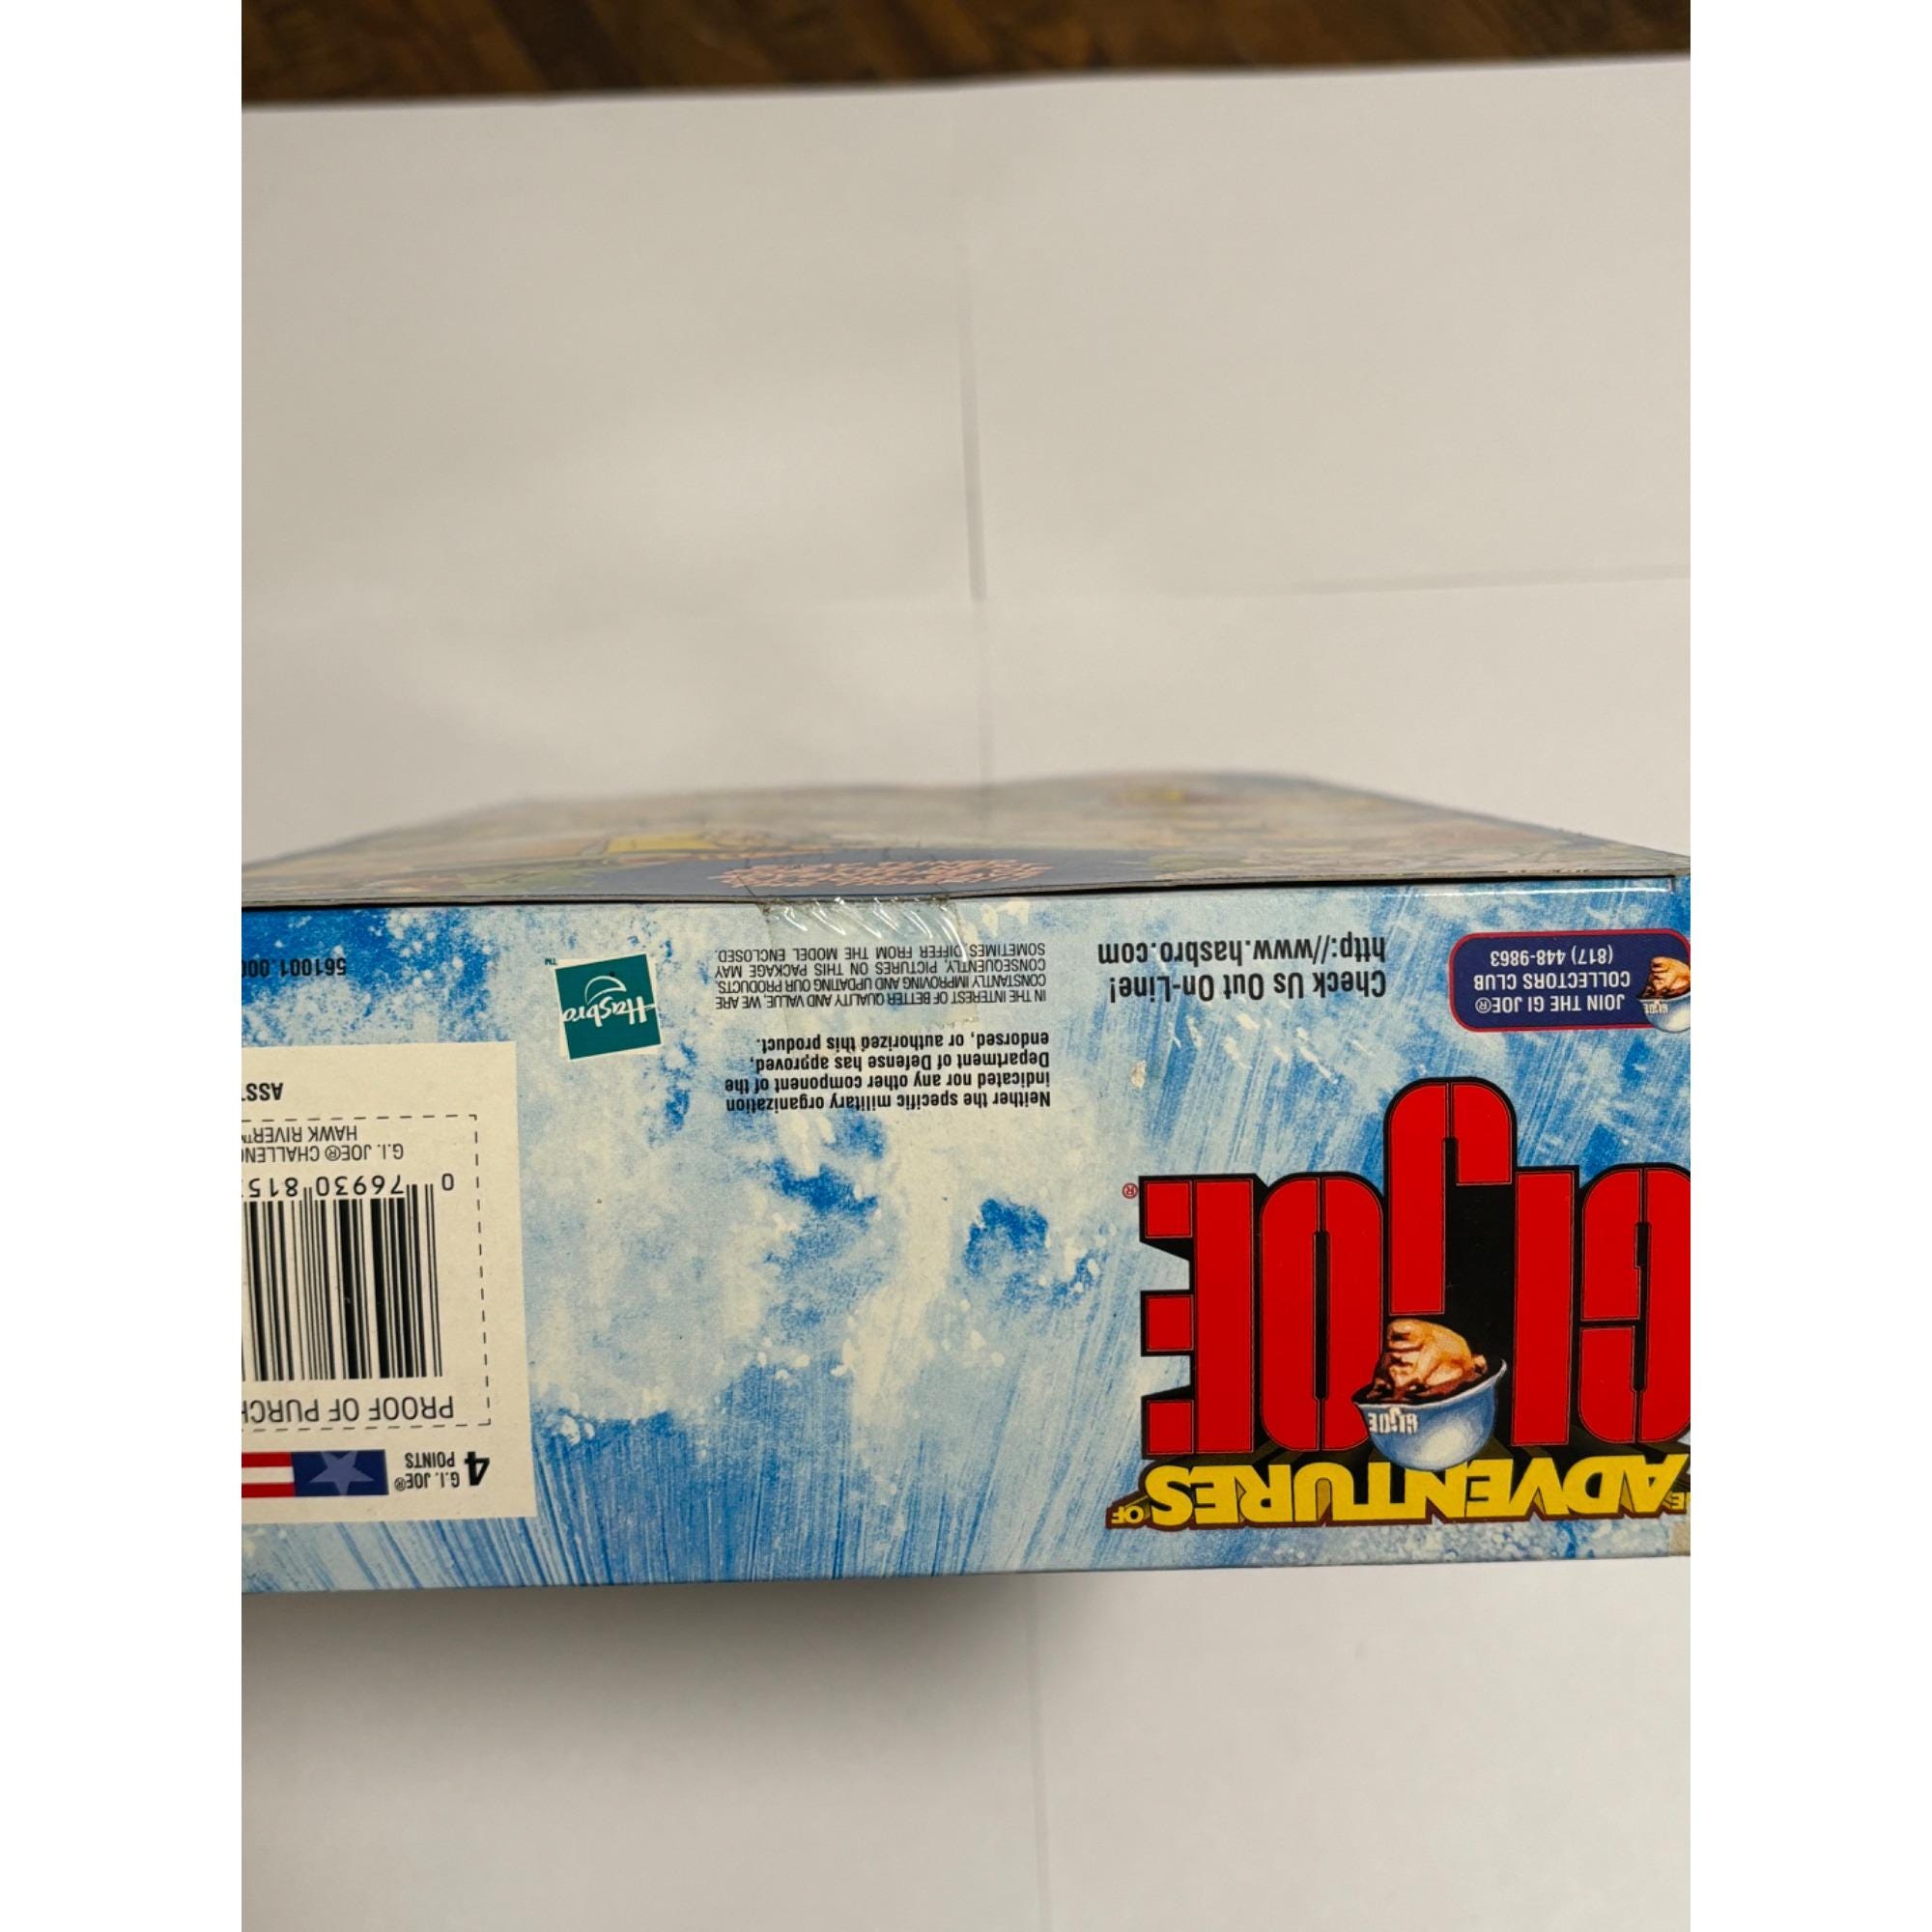 ADVENTURES OF
GI JOE®
GI JOE
JOIN THE GI JOE®
COLLECTORS CLUB
(817) 448-9863
Check Us Out On-Line!
http://www.hasbro.com
Neither the specific military organization
indicated nor any other component of the
Department of Defense has approved,
endorsed, or authorized this product.
IN THE INTEREST OF BETTER QUALITY AND VALUE, WE ARE
CONSTANTLY IMPROVING AND UPDATING OUR PRODUCTS.
CONSEQUENTLY, PICTURES ON THIS PACKAGE MAY
SOMETIMES DIFFER FROM THE MODEL ENCLOSED.
Hasbro
TM
4 G.I. JOE®
POINTS
PROOF OF PURCH
0 76930 815
G.I. JOE® CHALLEN
HAWK RIVER™
ASST
561001.00